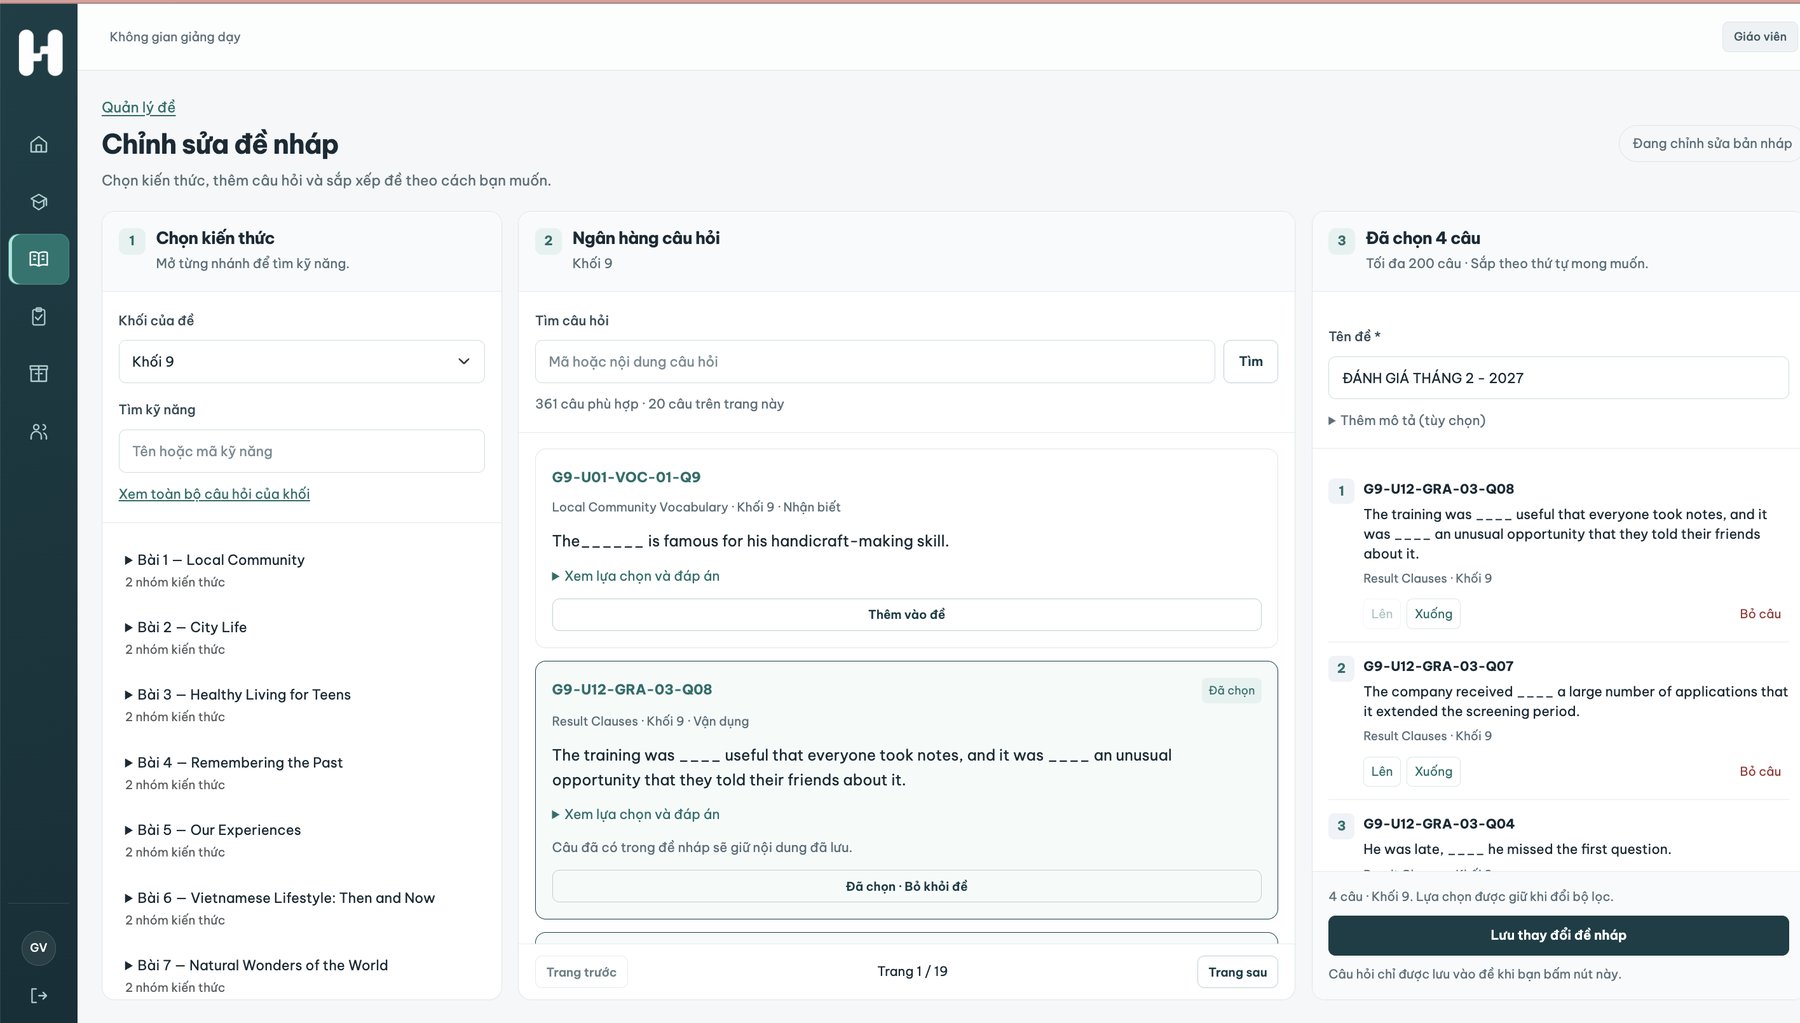 H
Không gian giảng dạy
Giáo viên
Quản lý đề
Chỉnh sửa đề nháp
Chọn kiến thức, thêm câu hỏi và sắp xếp đề theo cách bạn muốn.
Đang chỉnh sửa bản nháp
1
Chọn kiến thức
Mở từng nhánh để tìm kỹ năng.
Khối của đề
Khối 9
Tìm kỹ năng
Tên hoặc mã kỹ năng
Xem toàn bộ câu hỏi của khối
▶ Bài 1 — Local Community
2 nhóm kiến thức
▶ Bài 2 — City Life
2 nhóm kiến thức
▶ Bài 3 — Healthy Living for Teens
2 nhóm kiến thức
▶ Bài 4 — Remembering the Past
2 nhóm kiến thức
▶ Bài 5 — Our Experiences
2 nhóm kiến thức
▶ Bài 6 — Vietnamese Lifestyle: Then and Now
2 nhóm kiến thức
▶ Bài 7 — Natural Wonders of the World
2 nhóm kiến thức
GV
2
Ngân hàng câu hỏi
Khối 9
Tìm câu hỏi
Mã hoặc nội dung câu hỏi
Tìm
361 câu phù hợp · 20 câu trên trang này
G9-U01-VOC-01-Q9
Local Community Vocabulary · Khối 9 · Nhận biết
The______ is famous for his handicraft-making skill.
▶ Xem lựa chọn và đáp án
Thêm vào đề
G9-U12-GRA-03-Q08
Đã chọn
Result Clauses · Khối 9 · Vận dụng
The training was ____ useful that everyone took notes, and it was ____ an unusual
opportunity that they told their friends about it.
▶ Xem lựa chọn và đáp án
Câu đã có trong đề nháp sẽ giữ nội dung đã lưu.
Đã chọn · Bỏ khỏi đề
Trang trước
Trang 1 / 19
Trang sau
3
Đã chọn 4 câu
Tối đa 200 câu · Sắp theo thứ tự mong muốn.
Tên đề *
ĐÁNH GIÁ THÁNG 2 - 2027
▶ Thêm mô tả (tùy chọn)
1
G9-U12-GRA-03-Q08
The training was ____ useful that everyone took notes, and it
was ____ an unusual opportunity that they told their friends
about it.
Result Clauses · Khối 9
Lên
Xuống
Bỏ câu
2
G9-U12-GRA-03-Q07
The company received ____ a large number of applications that
it extended the screening period.
Result Clauses · Khối 9
Lên
Xuống
Bỏ câu
3
G9-U12-GRA-03-Q04
He was late, ____ he missed the first question.
4 câu · Khối 9. Lựa chọn được giữ khi đổi bộ lọc.
Lưu thay đổi đề nháp
Câu hỏi chỉ được lưu vào đề khi bạn bấm nút này.